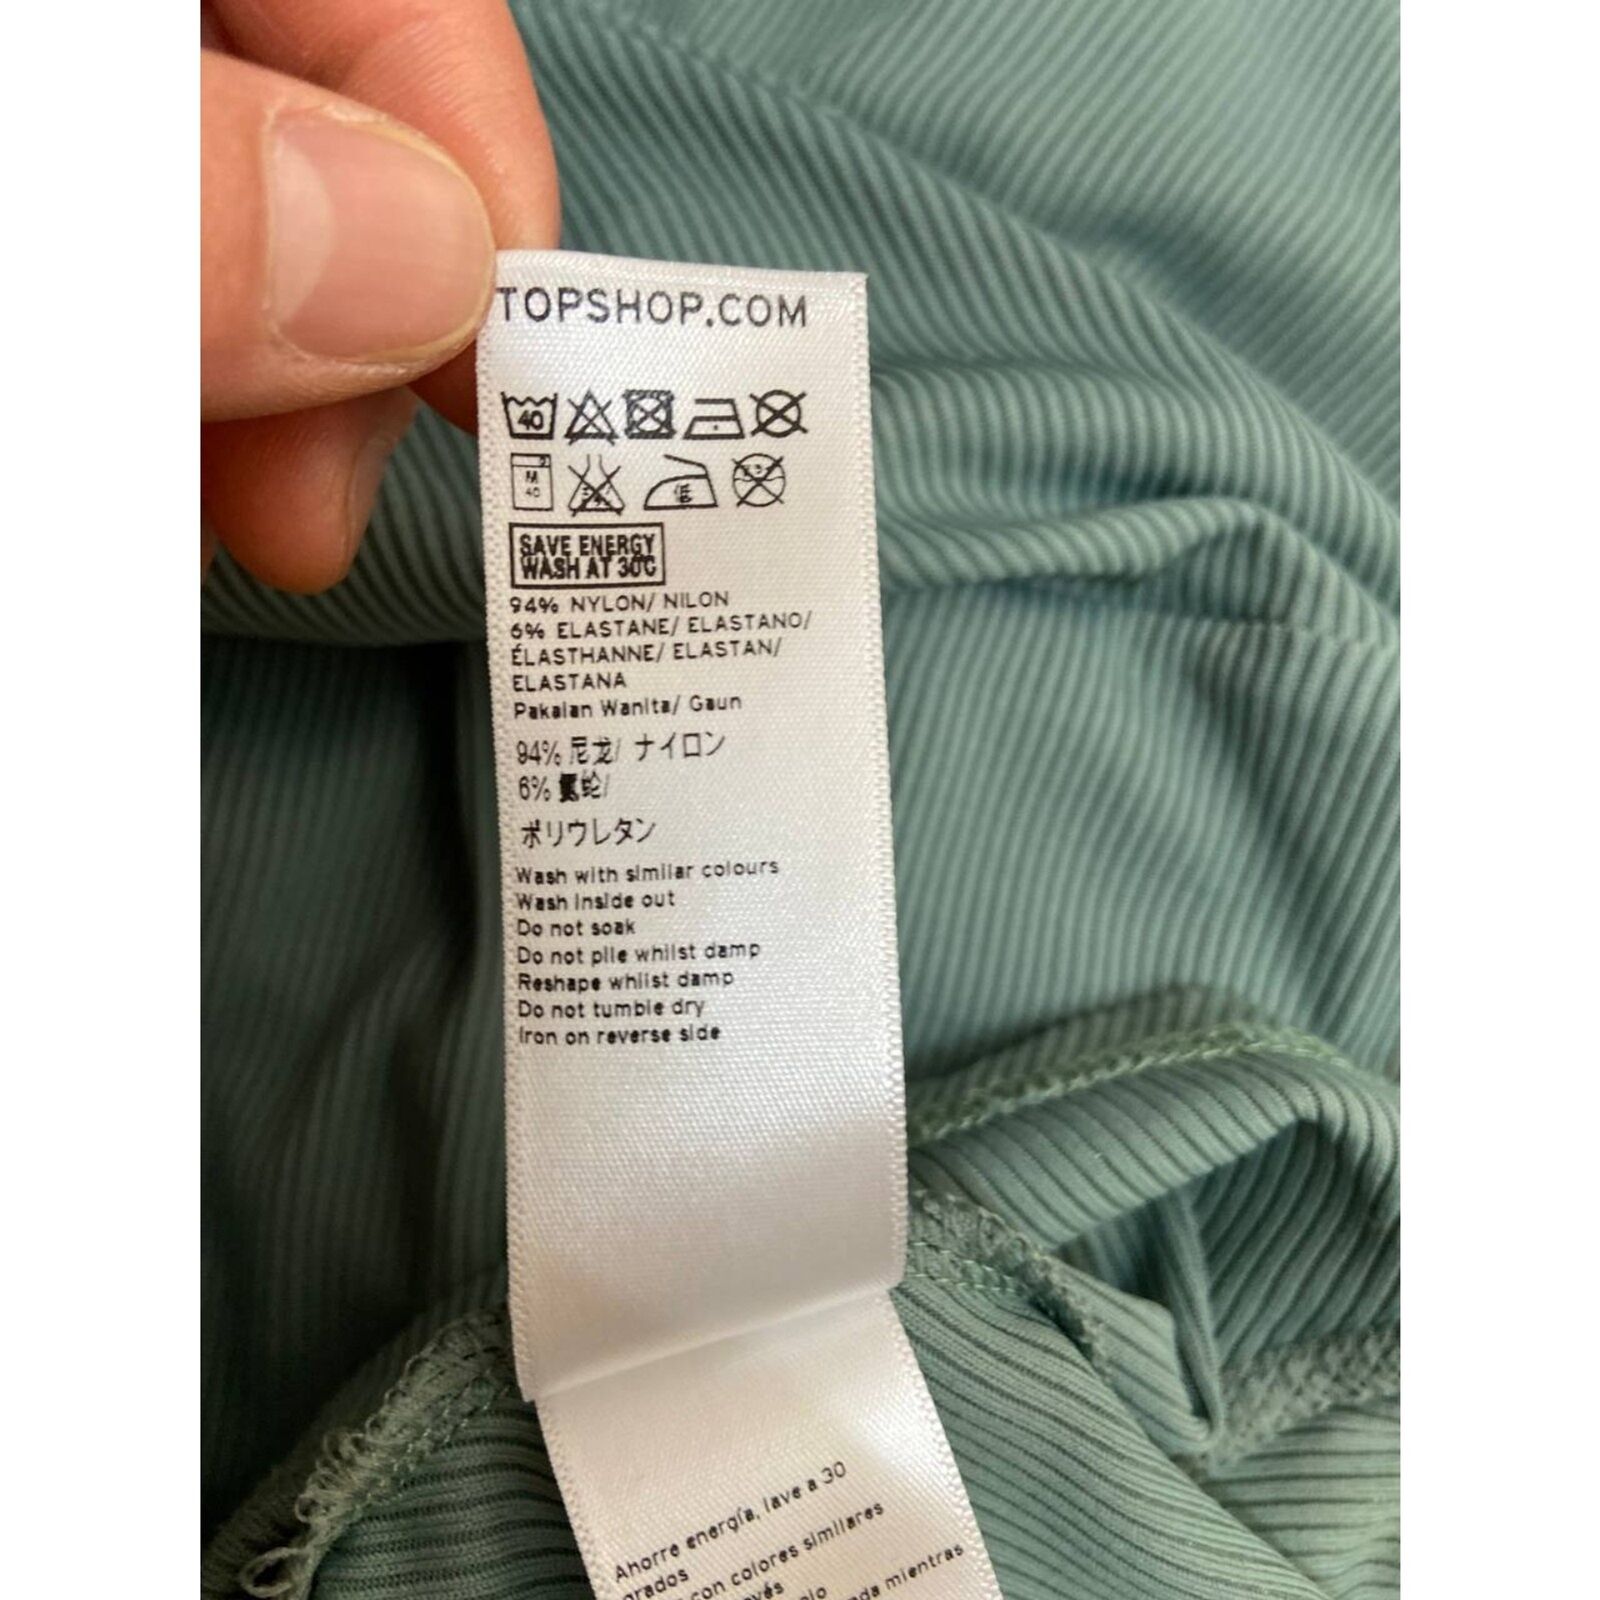 TOPSHOP.COM
40
M
40
低
SAVE ENERGY
WASH AT 30°C
94% NYLON/ NILON
6% ELASTANE/ ELASTANO/
ÉLASTHANNE/ ELASTAN/
ELASTANA
Pakaian Wanita/ Gaun
94% 尼龙/ ナイロン
6% 氨纶/
ポリウレタン
Wash with similar colours
Wash inside out
Do not soak
Do not pile whilst damp
Reshape whilst damp
Do not tumble dry
Iron on reverse side
Ahorre energía, lave a 30
grados
con colores similares
mientras